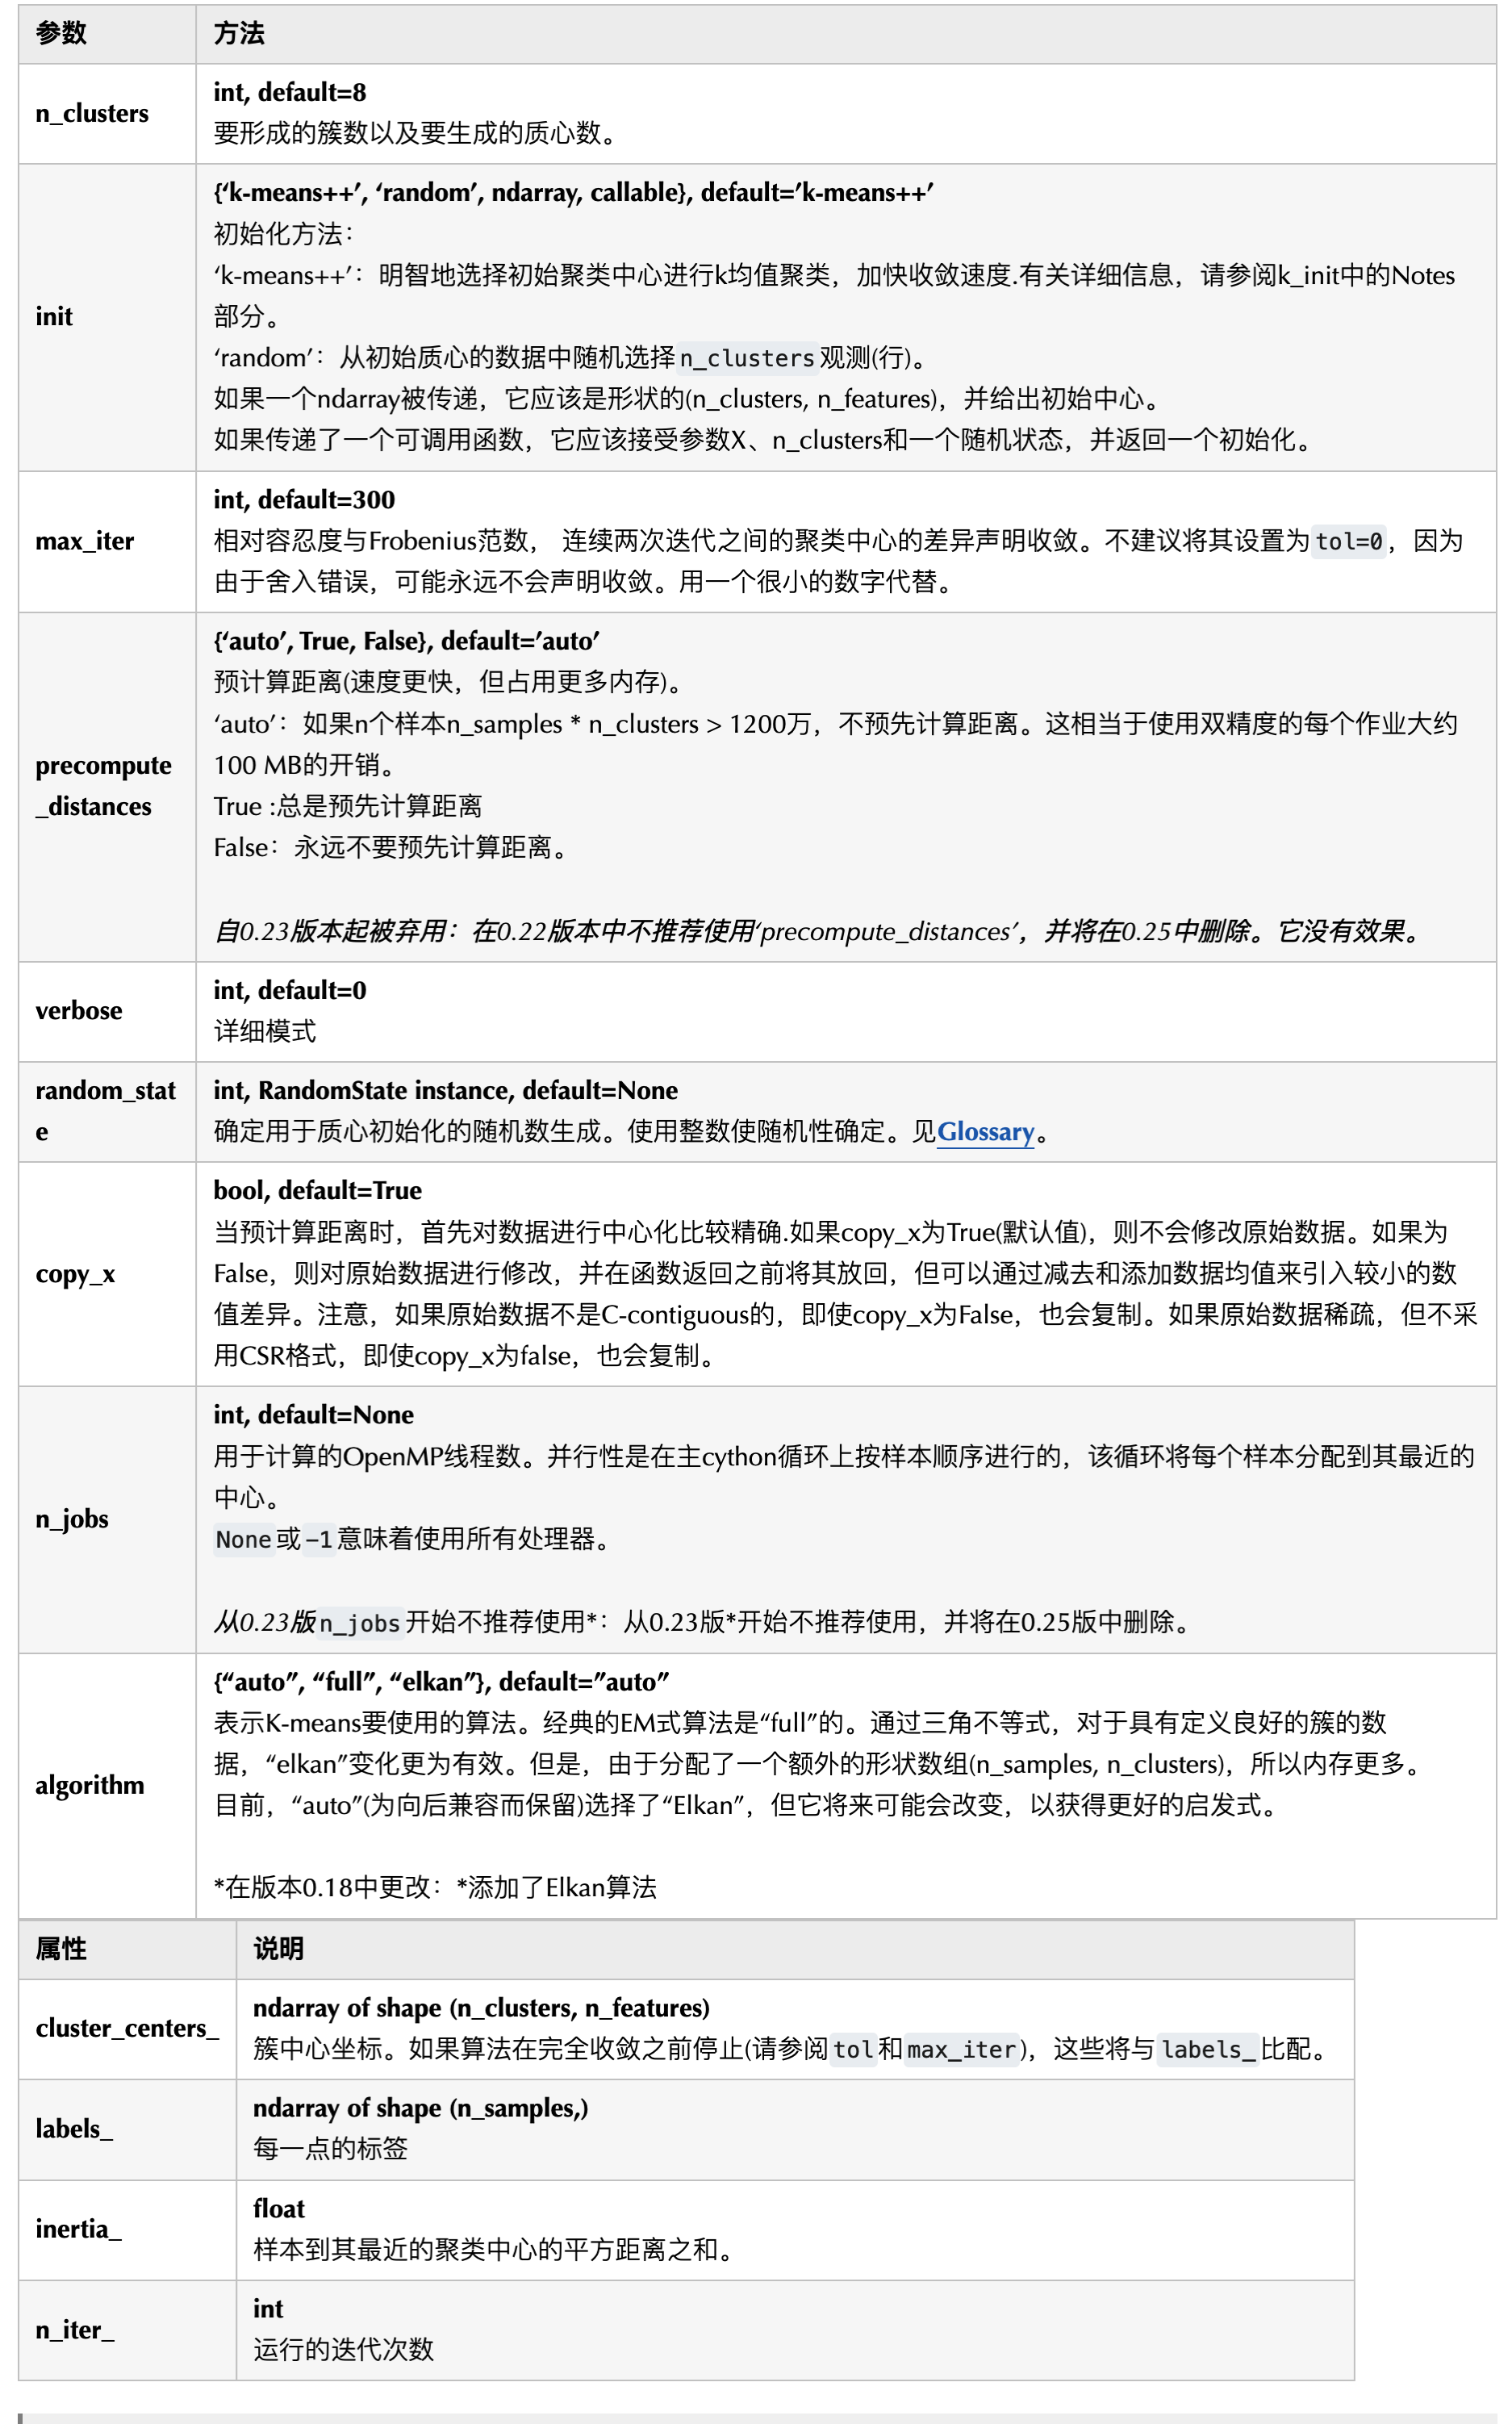 参数 方法
n_clusters
int, default=8
要形成的簇数以及要生成的质心数。
init
{‘k-means++’, ‘random’, ndarray, callable}, default=’k-means++’
初始化方法：
‘k-means++’：明智地选择初始聚类中心进行k均值聚类，加快收敛速度.有关详细信息，请参阅k_init中的Notes
部分。
‘random’：从初始质心的数据中随机选择n_clusters观测(行)。
如果一个ndarray被传递，它应该是形状的(n_clusters, n_features)，并给出初始中心。
如果传递了一个可调用函数，它应该接受参数X、n_clusters和一个随机状态，并返回一个初始化。
max_iter
int, default=300
相对容忍度与Frobenius范数， 连续两次迭代之间的聚类中心的差异声明收敛。不建议将其设置为tol=0，因为
由于舍入错误，可能永远不会声明收敛。用一个很小的数字代替。
precompute
_distances
{‘auto’, True, False}, default=’auto’
预计算距离(速度更快，但占用更多内存)。
‘auto’：如果n个样本n_samples * n_clusters > 1200万，不预先计算距离。这相当于使用双精度的每个作业大约
100 MB的开销。
True :总是预先计算距离
False：永远不要预先计算距离。
自0.23版本起被弃用：在0.22版本中不推荐使用‘precompute_distances’，并将在0.25中删除。它没有效果。
verbose
int, default=0
详细模式
random_stat
e
int, RandomState instance, default=None
确定用于质心初始化的随机数生成。使用整数使随机性确定。见Glossary。
copy_x
bool, default=True
当预计算距离时，首先对数据进行中心化比较精确.如果copy_x为True(默认值)，则不会修改原始数据。如果为
False，则对原始数据进行修改，并在函数返回之前将其放回，但可以通过减去和添加数据均值来引入较小的数
值差异。注意，如果原始数据不是C-contiguous的，即使copy_x为False，也会复制。如果原始数据稀疏，但不采
用CSR格式，即使copy_x为false，也会复制。
n_jobs
int, default=None
用于计算的OpenMP线程数。并行性是在主cython循环上按样本顺序进行的，该循环将每个样本分配到其最近的
中心。
None或-1意味着使用所有处理器。
从0.23版n_jobs开始不推荐使用*：从0.23版*开始不推荐使用，并将在0.25版中删除。
algorithm
{“auto”, “full”, “elkan”}, default=”auto”
表示K-means要使用的算法。经典的EM式算法是“full”的。通过三角不等式，对于具有定义良好的簇的数
据，“elkan”变化更为有效。但是，由于分配了一个额外的形状数组(n_samples, n_clusters)，所以内存更多。
目前，“auto”(为向后兼容而保留)选择了“Elkan”，但它将来可能会改变，以获得更好的启发式。
*在版本0.18中更改：*添加了Elkan算法
属性 说明
cluster_centers_
ndarray of shape (n_clusters, n_features)
簇中心坐标。如果算法在完全收敛之前停止(请参阅tol和max_iter)，这些将与labels_比配。
labels_
ndarray of shape (n_samples,)
每一点的标签
inertia_
float
样本到其最近的聚类中心的平方距离之和。
n_iter_
int
运行的迭代次数